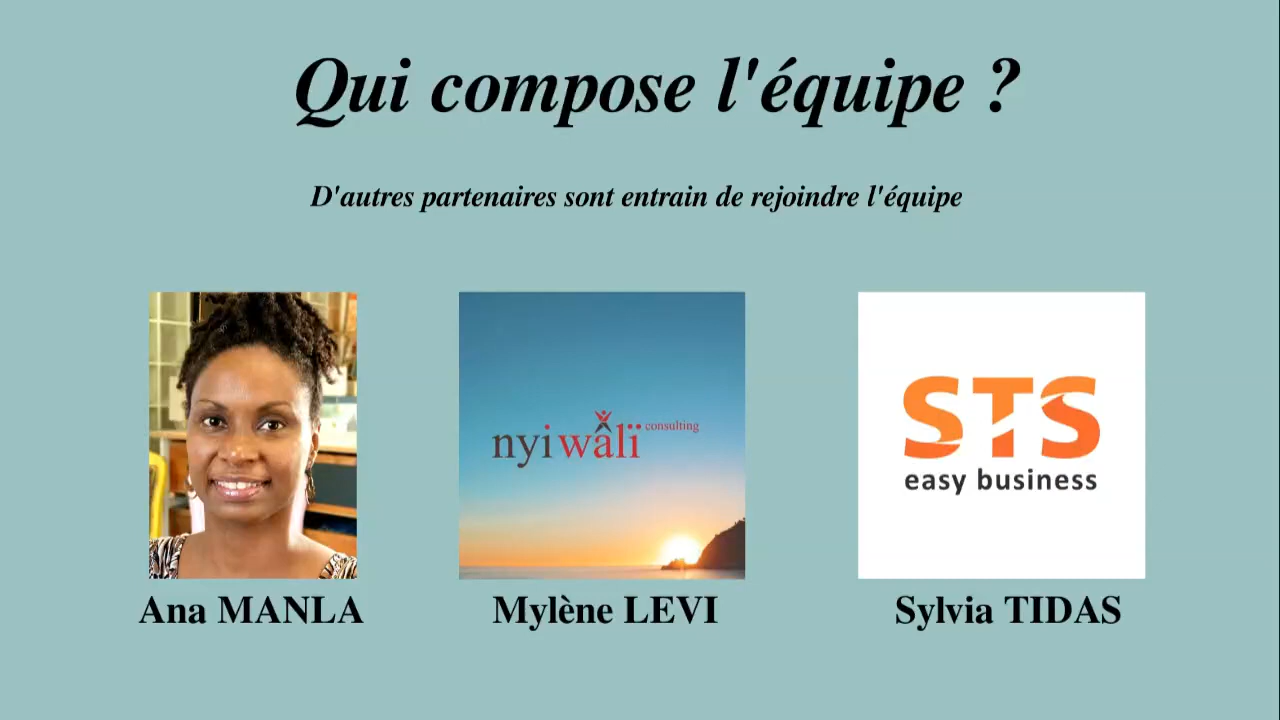 Qui compose l'équipe ?
D'autres partenaires sont entrain de rejoindre l'équipe
nyiwalï consulting
STS
easy business
Ana MANLA
Mylène LEVI
Sylvia TIDAS